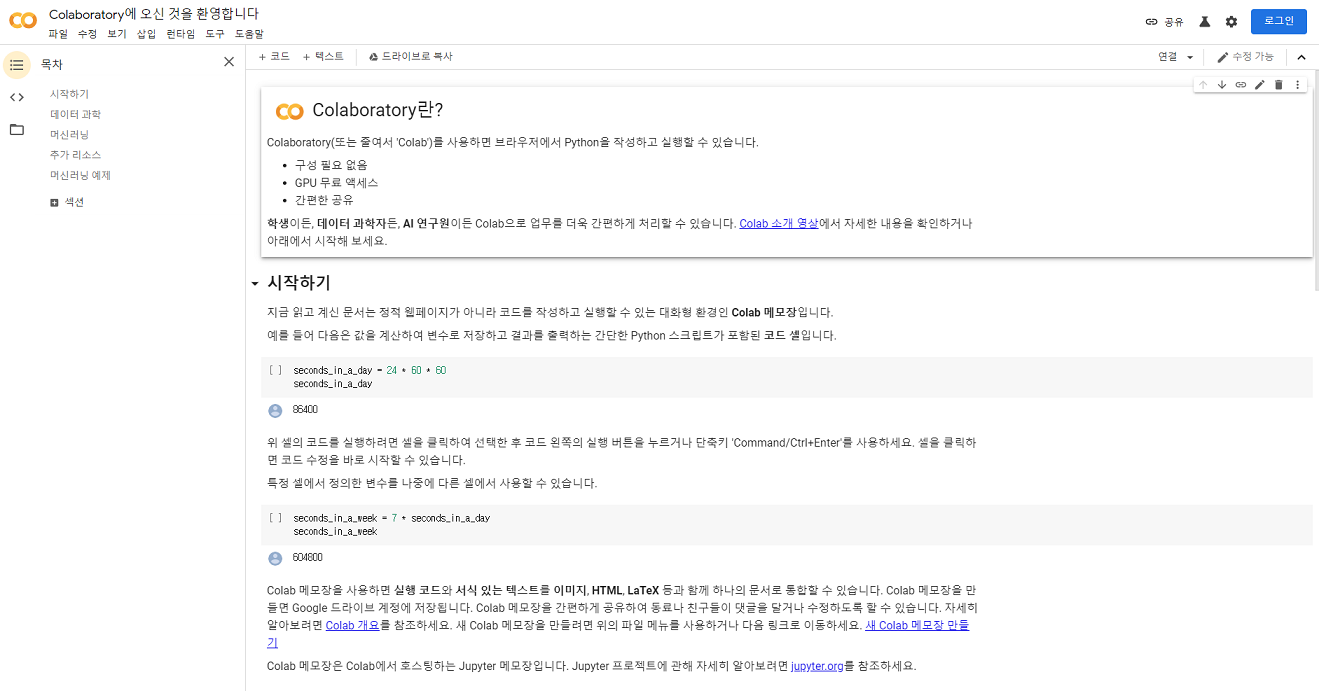 Colaboratory에 오신 것을 환영합니다
파일 수정 보기 삽입 런타임 도구 도움말
공유
로그인
목차
시작하기
데이터 과학
머신러닝
추가 리소스
머신러닝 예제
섹션
+ 코드 + 텍스트 드라이브로 복사
연결
수정 가능
Colaboratory란?
Colaboratory(또는 줄여서 'Colab')를 사용하면 브라우저에서 Python을 작성하고 실행할 수 있습니다.
• 구성 필요 없음
• GPU 무료 액세스
• 간편한 공유
학생이든, 데이터 과학자든, AI 연구원이든 Colab으로 업무를 더욱 간편하게 처리할 수 있습니다. Colab 소개 영상에서 자세한 내용을 확인하거나
아래에서 시작해 보세요.
시작하기
지금 읽고 계신 문서는 정적 웹페이지가 아니라 코드를 작성하고 실행할 수 있는 대화형 환경인 Colab 메모장입니다.
예를 들어 다음은 값을 계산하여 변수로 저장하고 결과를 출력하는 간단한 Python 스크립트가 포함된 코드 셀입니다.
[ ] seconds_in_a_day = 24 * 60 * 60
seconds_in_a_day
86400
위 셀의 코드를 실행하려면 셀을 클릭하여 선택한 후 코드 왼쪽의 실행 버튼을 누르거나 단축키 'Command/Ctrl+Enter'를 사용하세요. 셀을 클릭하
면 코드 수정을 바로 시작할 수 있습니다.
특정 셀에서 정의한 변수를 나중에 다른 셀에서 사용할 수 있습니다.
[ ] seconds_in_a_week = 7 * seconds_in_a_day
seconds_in_a_week
604800
Colab 메모장을 사용하면 실행 코드와 서식 있는 텍스트를 이미지, HTML, LaTeX 등과 함께 하나의 문서로 통합할 수 있습니다. Colab 메모장을 만
들면 Google 드라이브 계정에 저장됩니다. Colab 메모장을 간편하게 공유하여 동료나 친구들이 댓글을 달거나 수정하도록 할 수 있습니다. 자세히
알아보려면 Colab 개요를 참조하세요. 새 Colab 메모장을 만들려면 위의 파일 메뉴를 사용하거나 다음 링크로 이동하세요. 새 Colab 메모장 만들
기
Colab 메모장은 Colab에서 호스팅하는 Jupyter 메모장입니다. Jupyter 프로젝트에 관해 자세히 알아보려면 jupyter.org를 참조하세요.